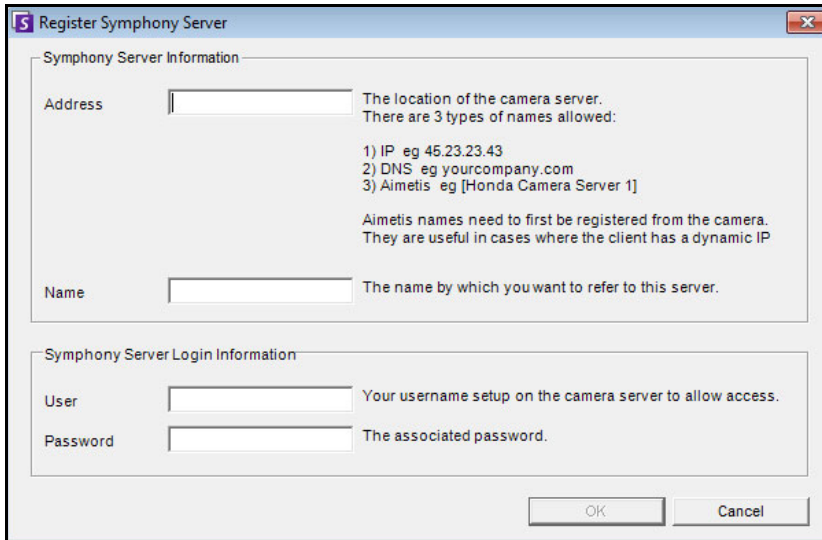 Register Symphony Server
Symphony Server Information
Address
The location of the camera server.
There are 3 types of names allowed:
1) IP eg 45.23.23.43
2) DNS eg yourcompany.com
3) Aimetis eg [Honda Camera Server 1]
Aimetis names need to first be registered from the camera.
They are useful in cases where the client has a dynamic IP
Name
The name by which you want to refer to this server.
Symphony Server Login Information
User
Your username setup on the camera server to allow access.
Password
The associated password.
OK
Cancel